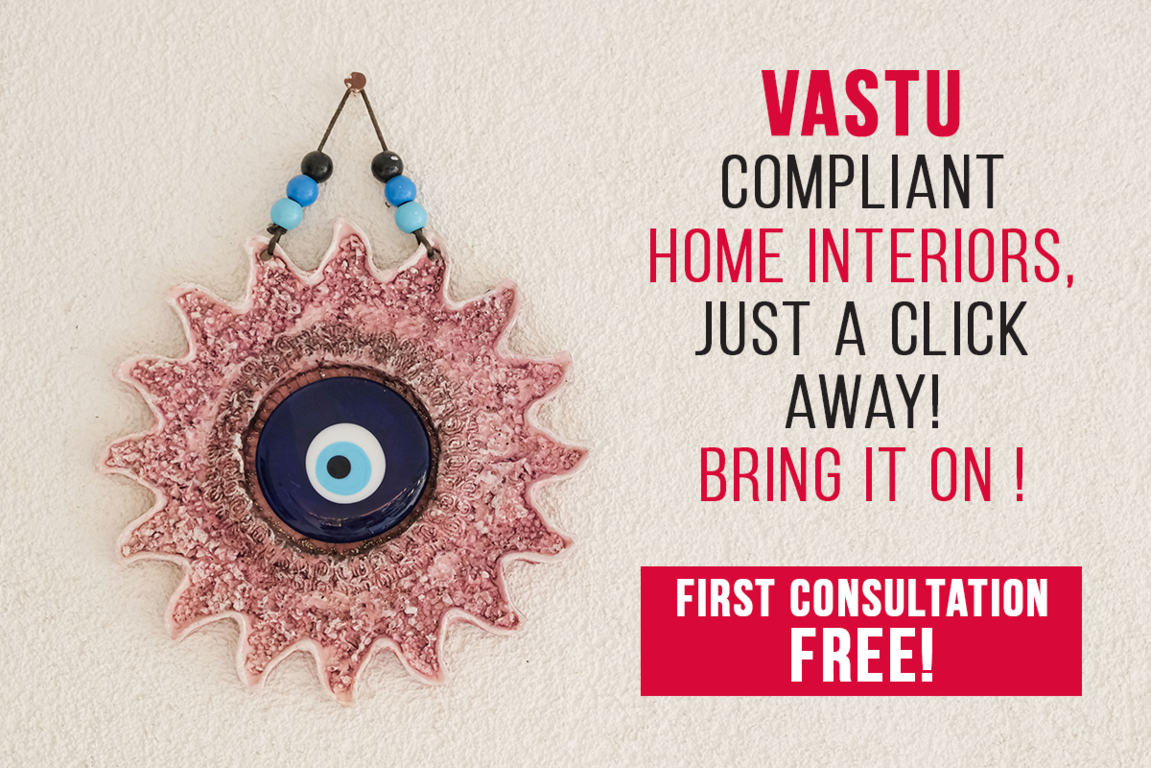 VASTU
COMPLIANT
HOME INTERIORS,
JUST A CLICK
AWAY!
BRING IT ON !
FIRST CONSULTATION
FREE!